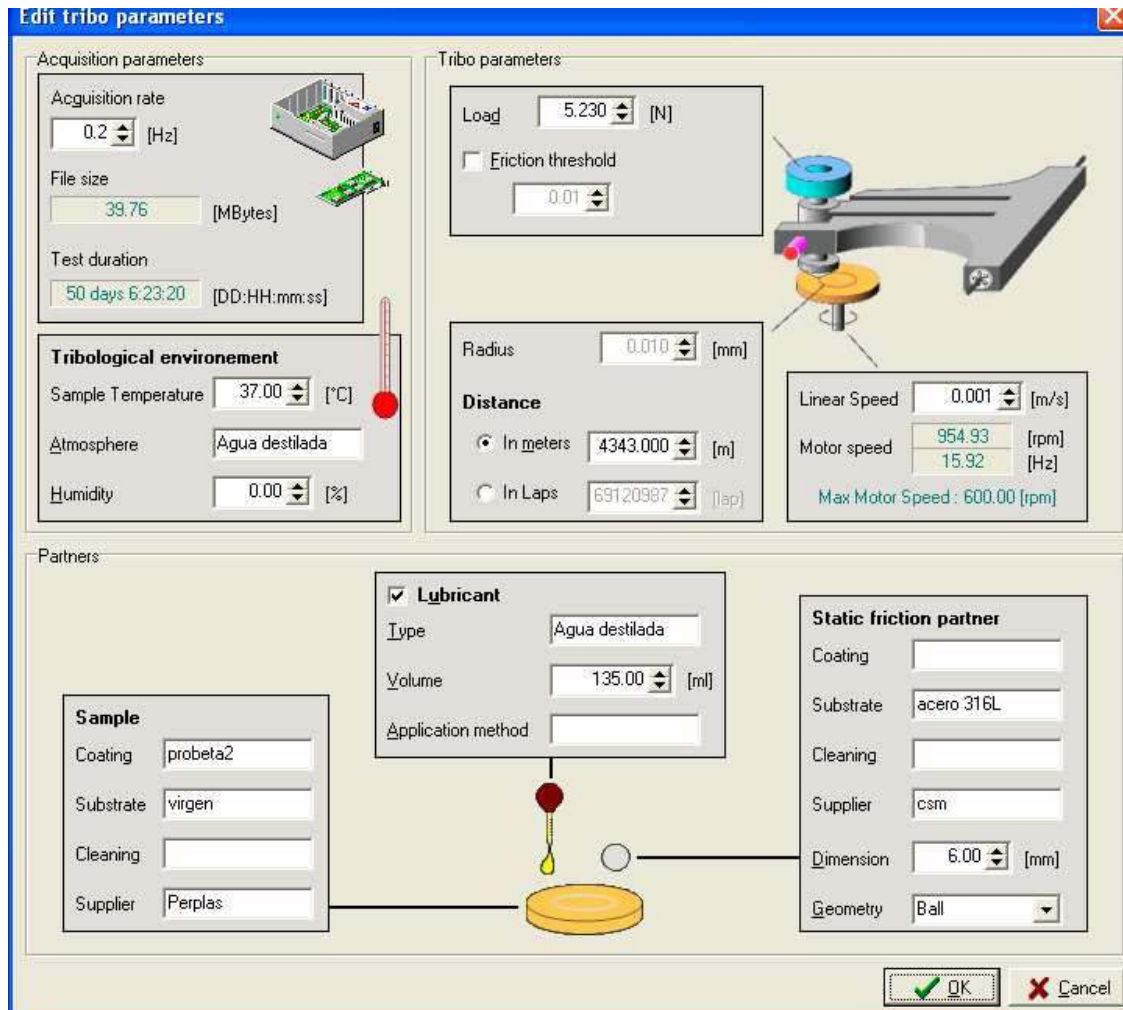 Edit tribo parameters
Acquisition parameters
Acquisition rate
0.2 [Hz]
File size
39.76 [MBytes]
Test duration
50 days 6:23:20 [DD:HH:mm:ss]
Tribological environement
Sample Temperature 37.00 [°C]
Atmosphere Agua destilada
Humidity 0.00 [%]
Tribo parameters
Load 5.230 [N]
Friction threshold
0.01
Radius 0.010 [mm]
Distance
In meters 4343.000 [m]
In Laps 69120987 [lap]
Linear Speed 0.001 [m/s]
Motor speed 954.93 [rpm]
15.92 [Hz]
Max Motor Speed : 600.00 [rpm]
Partners
Sample
Coating probeta2
Substrate virgen
Cleaning
Supplier Perplas
Lubricant
Type Agua destilada
Volume 135.00 [ml]
Application method
Static friction partner
Coating
Substrate acero 316L
Cleaning
Supplier csm
Dimension 6.00 [mm]
Geometry Ball
OK Cancel